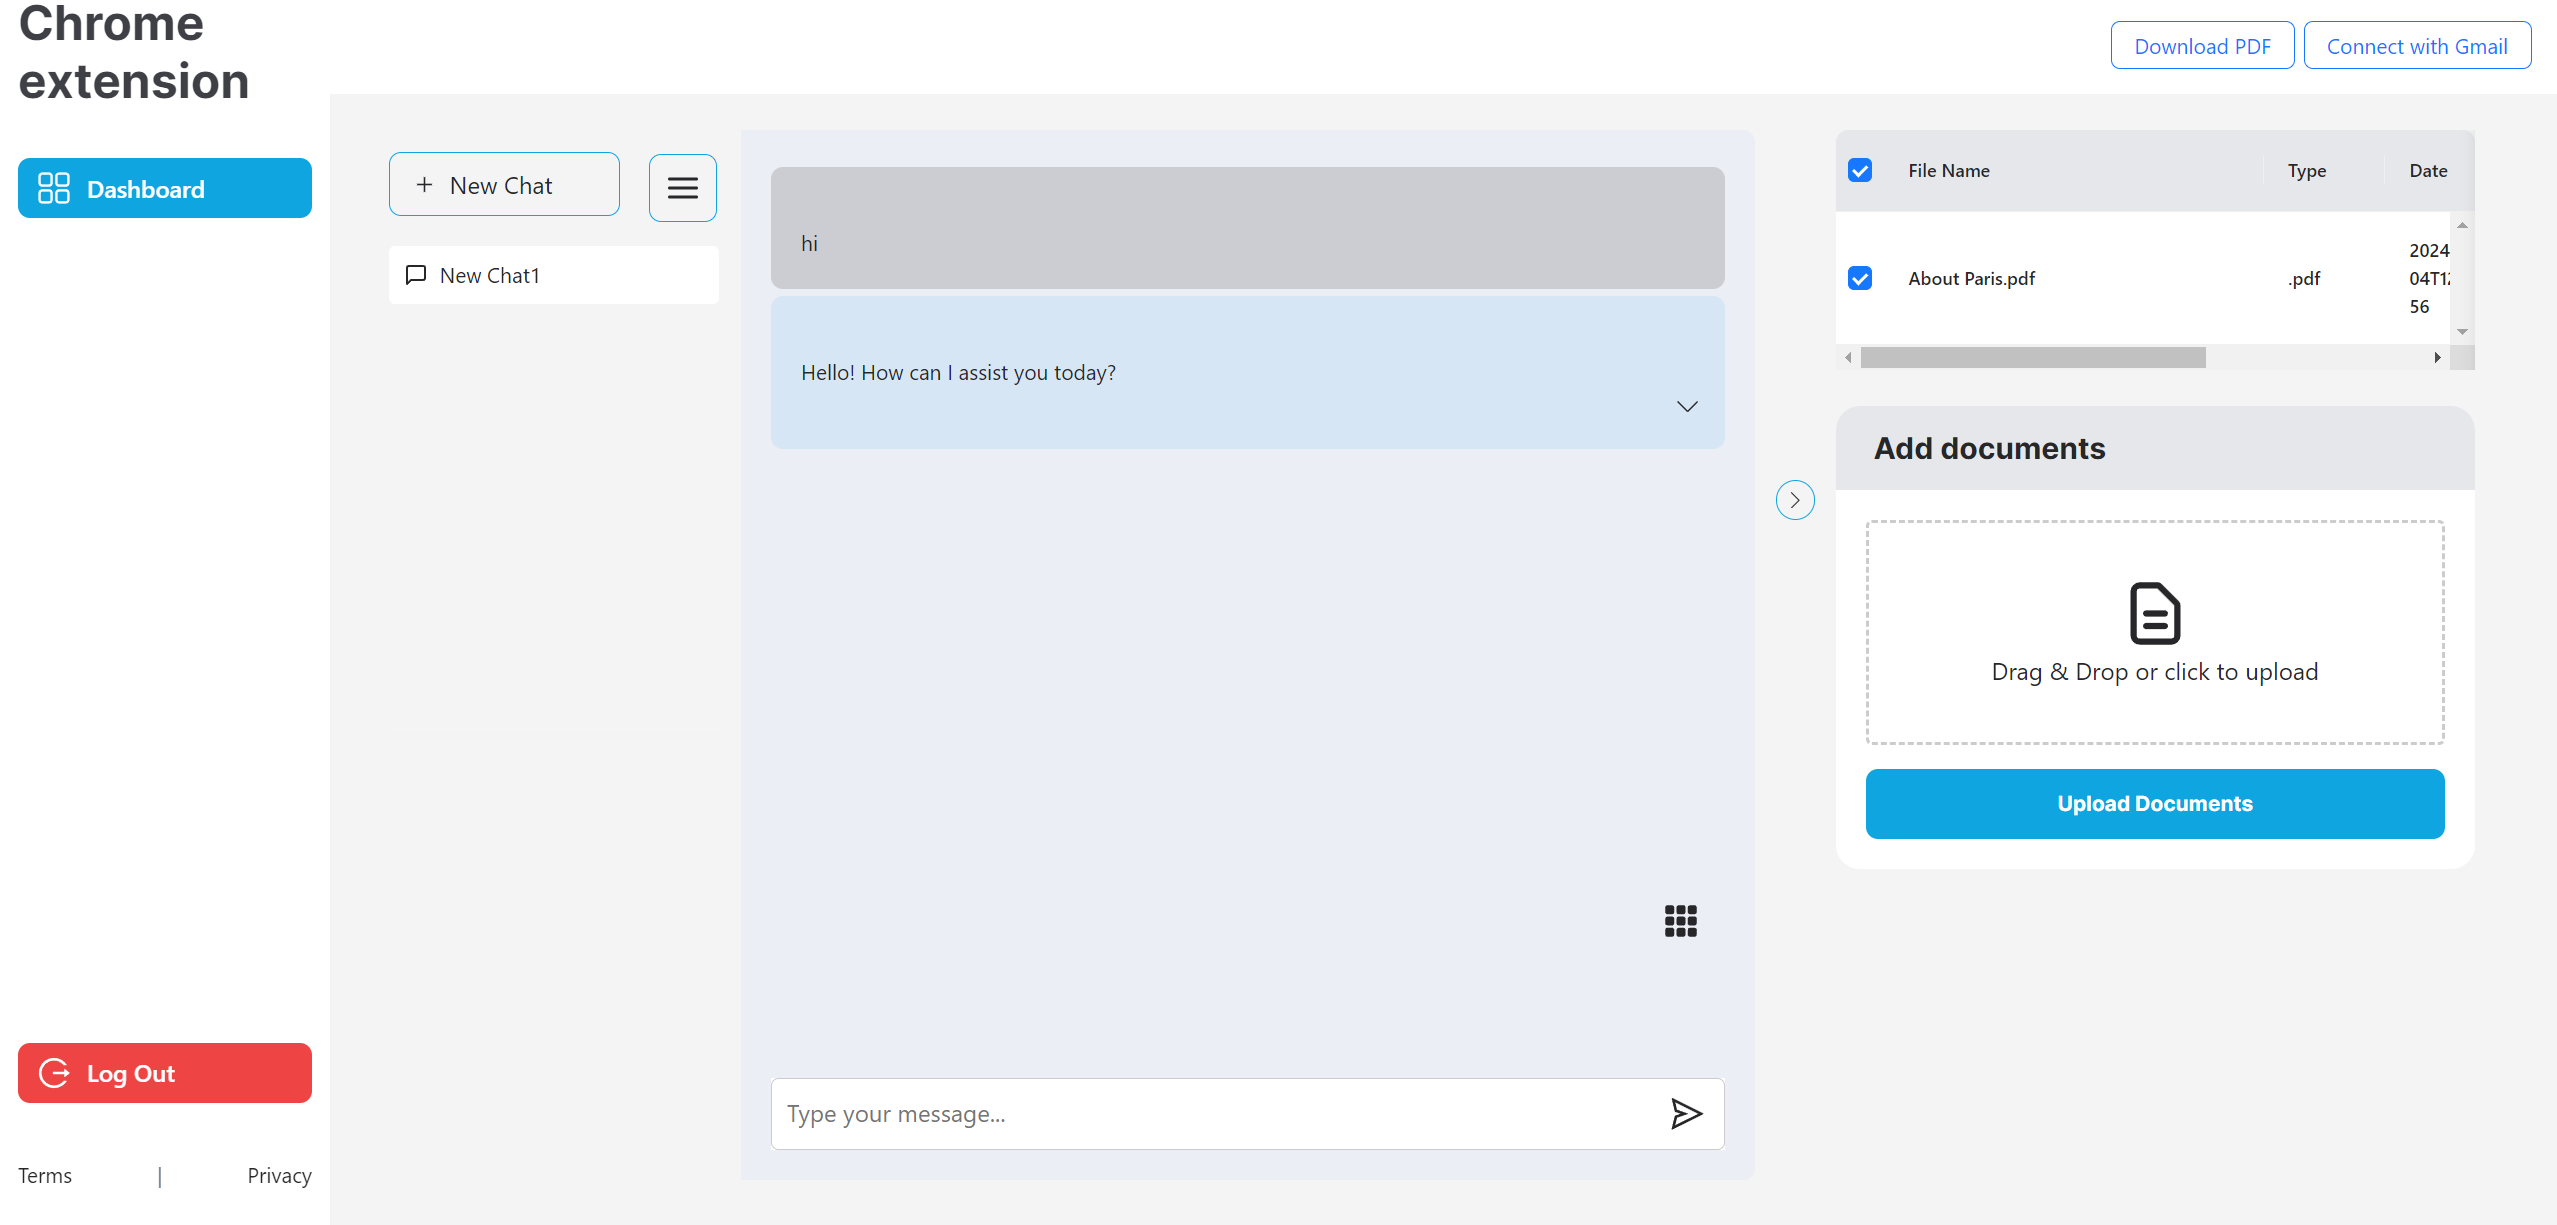 Chrome
extension
Download PDF
Connect with Gmail
Dashboard
+ New Chat
New Chat1
hi
Hello! How can I assist you today?
File Name Type Date
About Paris.pdf .pdf 2024
04T12
56
Add documents
Drag & Drop or click to upload
Upload Documents
Type your message...
Log Out
Terms | Privacy